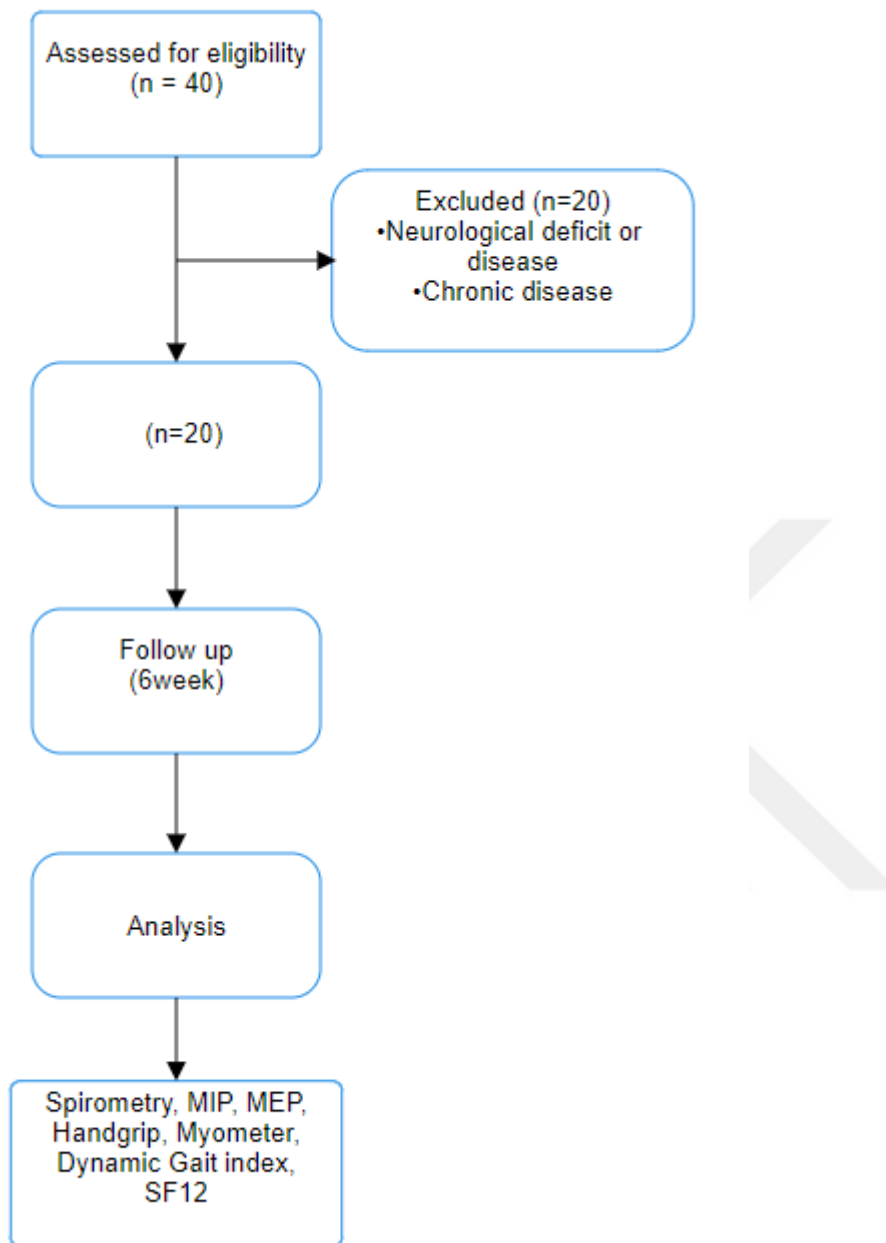 Assessed for eligibility
(n = 40)
Excluded (n=20)
•Neurological deficit or
disease
•Chronic disease
(n=20)
Follow up
(6week)
Analysis
Spirometry, MIP, MEP,
Handgrip, Myometer,
Dynamic Gait index,
SF12